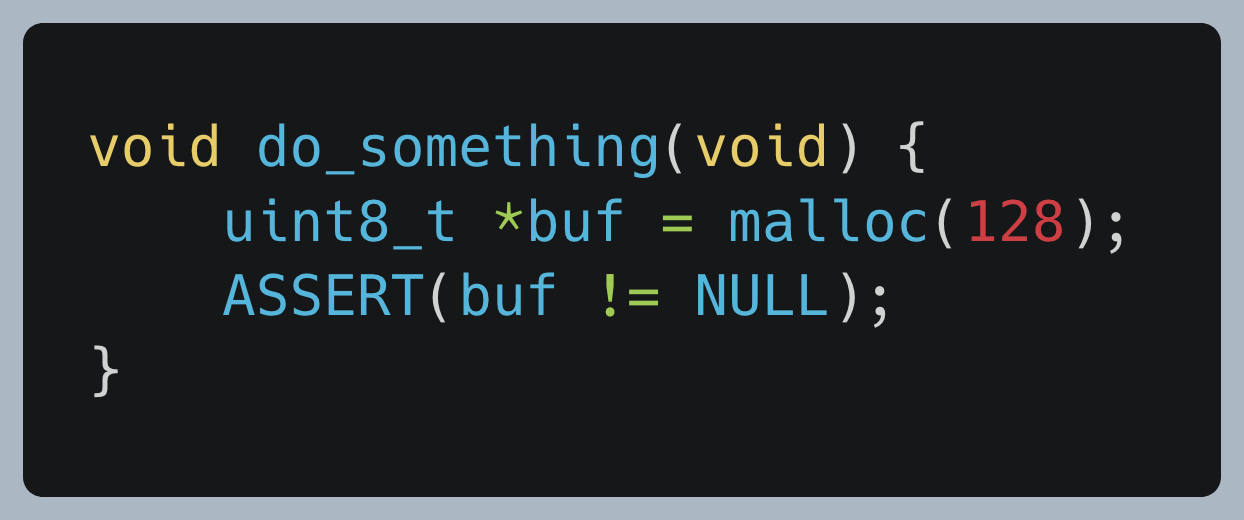 void do_something(void) {
    uint8_t *buf = malloc(128);
    ASSERT(buf != NULL);
}